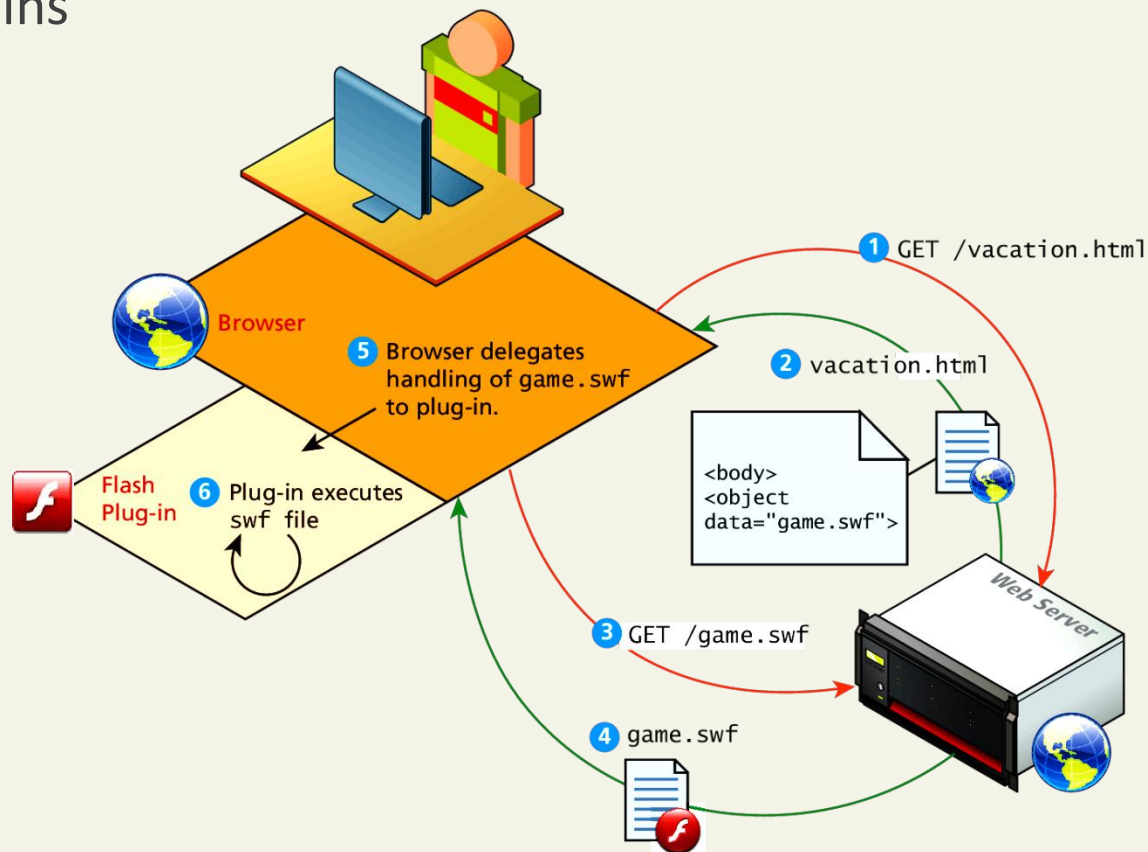 ins
1 GET /vacation.html
Browser
2 vacation.html
5 Browser delegates
handling of game.swf
to plug-in.
<body>
<object
data="game.swf">
Flash
Plug-in
6 Plug-in executes
swf file
Web Server
3 GET /game.swf
4 game.swf